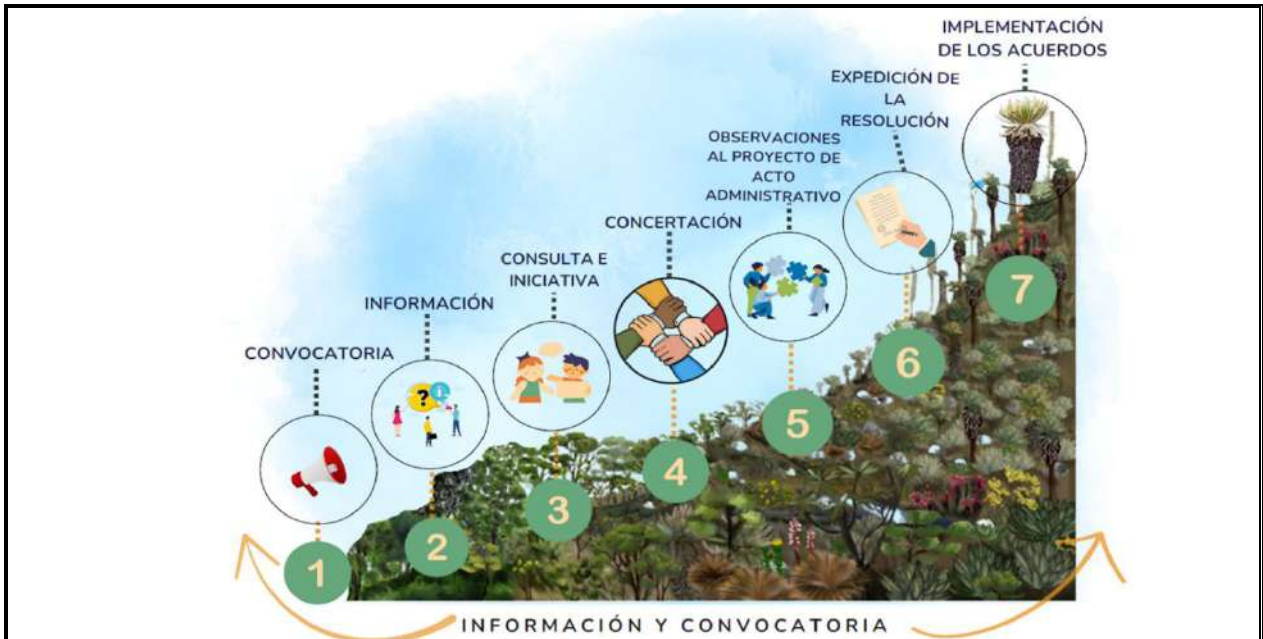 CONVOCATORIA
1
INFORMACIÓN
2
CONSULTA E
INICIATIVA
3
CONCERTACIÓN
4
OBSERVACIONES
AL PROYECTO DE
ACTO
ADMINISTRATIVO
5
EXPEDICIÓN DE
LA
RESOLUCIÓN
6
IMPLEMENTACIÓN
DE LOS ACUERDOS
7
INFORMACIÓN Y CONVOCATORIA